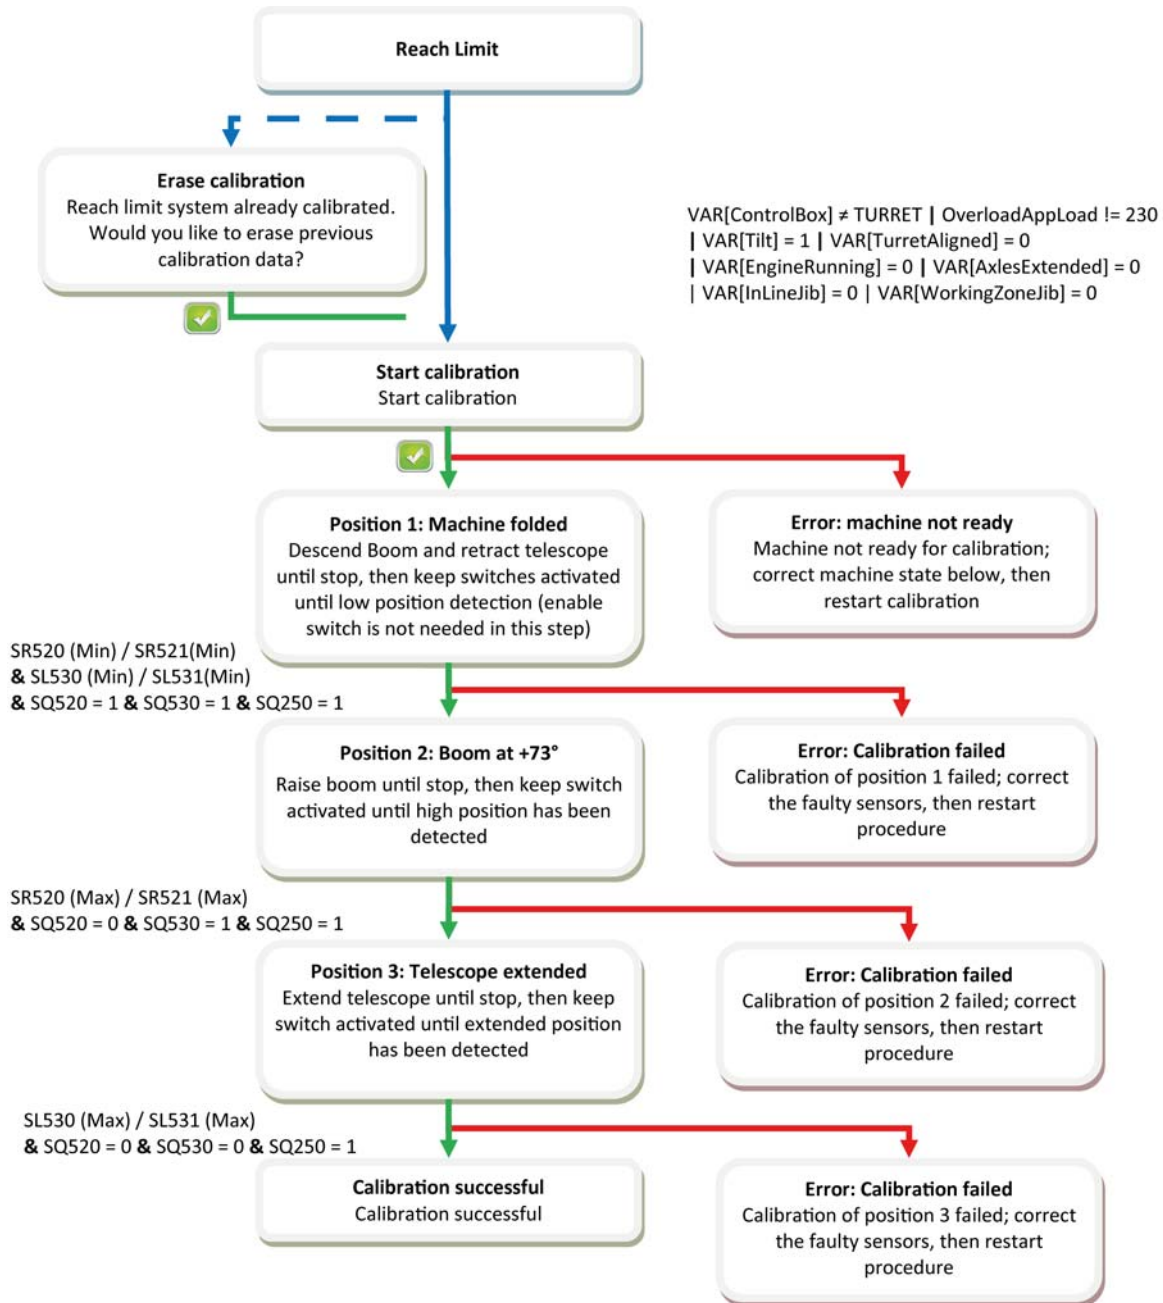 Reach Limit
Erase calibration
Reach limit system already calibrated.
Would you like to erase previous
calibration data?
VAR[ControlBox] ≠ TURRET | OverloadAppLoad != 230
| VAR[Tilt] = 1 | VAR[TurretAligned] = 0
| VAR[EngineRunning] = 0 | VAR[AxlesExtended] = 0
| VAR[InLineJib] = 0 | VAR[WorkingZoneJib] = 0
Start calibration
Start calibration
Position 1: Machine folded
Descend Boom and retract telescope
until stop, then keep switches activated
until low position detection (enable
switch is not needed in this step)
Error: machine not ready
Machine not ready for calibration;
correct machine state below, then
restart calibration
SR520 (Min) / SR521(Min)
& SL530 (Min) / SL531(Min)
& SQ520 = 1 & SQ530 = 1 & SQ250 = 1
Position 2: Boom at +73°
Raise boom until stop, then keep switch
activated until high position has been
detected
Error: Calibration failed
Calibration of position 1 failed; correct
the faulty sensors, then restart
procedure
SR520 (Max) / SR521 (Max)
& SQ520 = 0 & SQ530 = 1 & SQ250 = 1
Position 3: Telescope extended
Extend telescope until stop, then keep
switch activated until extended position
has been detected
Error: Calibration failed
Calibration of position 2 failed; correct
the faulty sensors, then restart
procedure
SL530 (Max) / SL531 (Max)
& SQ520 = 0 & SQ530 = 0 & SQ250 = 1
Calibration successful
Calibration successful
Error: Calibration failed
Calibration of position 3 failed; correct
the faulty sensors, then restart
procedure